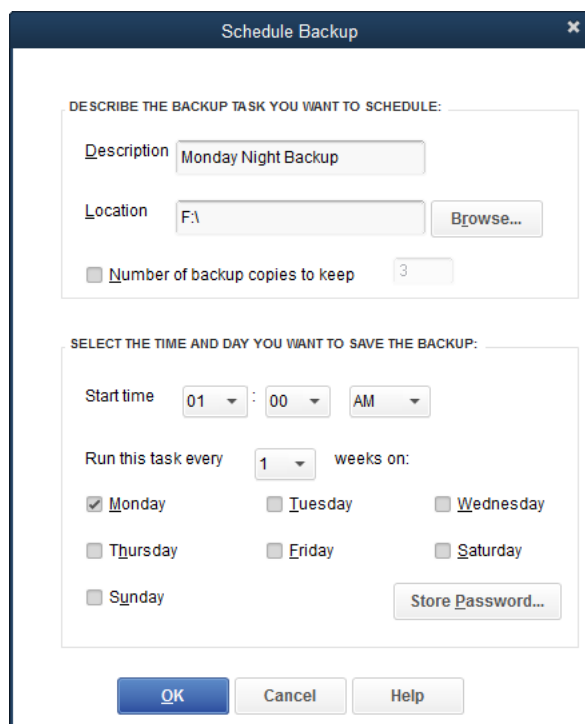 Schedule Backup
DESCRIBE THE BACKUP TASK YOU WANT TO SCHEDULE:
Description Monday Night Backup
Location F:\ Browse...
Number of backup copies to keep 3
SELECT THE TIME AND DAY YOU WANT TO SAVE THE BACKUP:
Start time 01 : 00 AM
Run this task every 1 weeks on:
Monday Tuesday Wednesday
Thursday Friday Saturday
Sunday Store Password...
OK Cancel Help